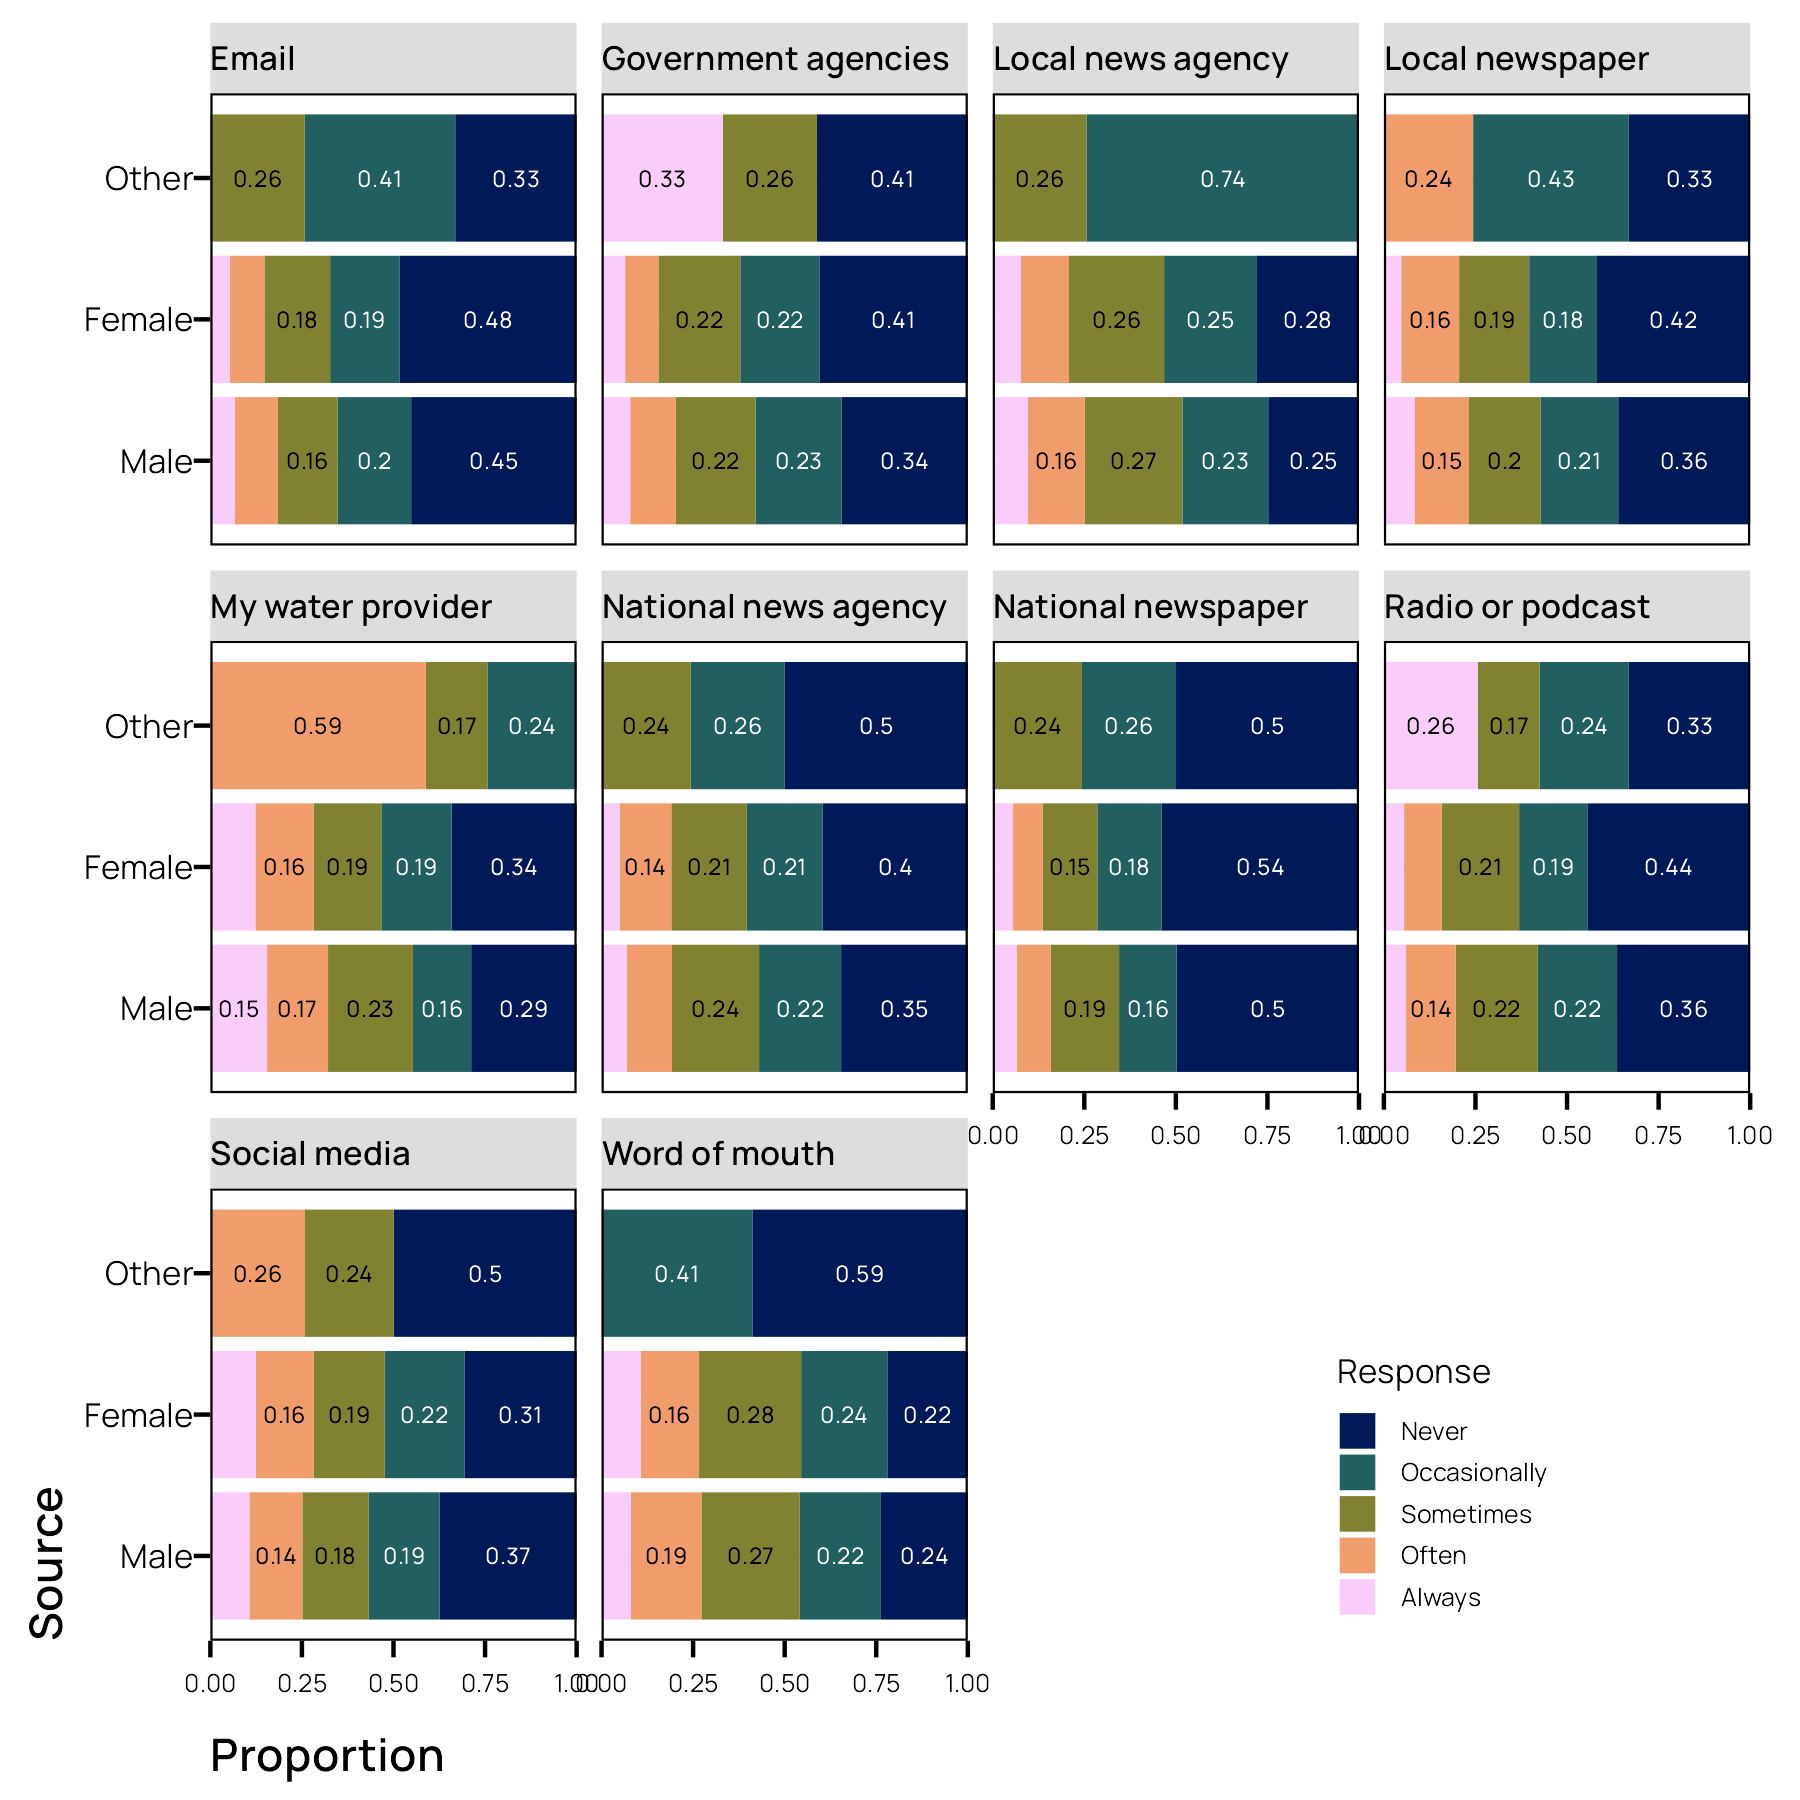 Email Government agencies Local news agency Local newspaper
Other 0.26 0.41 0.33 0.33 0.26 0.41 0.26 0.74 0.24 0.43 0.33
Female 0.18 0.19 0.48 0.22 0.22 0.41 0.26 0.25 0.28 0.16 0.19 0.18 0.42
Male 0.16 0.2 0.45 0.22 0.23 0.34 0.16 0.27 0.23 0.25 0.15 0.2 0.21 0.36
My water provider National news agency National newspaper Radio or podcast
Other 0.59 0.17 0.24 0.24 0.26 0.5 0.24 0.26 0.5 0.26 0.17 0.24 0.33
Female 0.16 0.19 0.19 0.34 0.14 0.21 0.21 0.4 0.15 0.18 0.54 0.21 0.19 0.44
Male 0.15 0.17 0.23 0.16 0.29 0.24 0.22 0.35 0.19 0.16 0.5 0.14 0.22 0.22 0.36
0.00 0.25 0.50 0.75 1.00 0.00 0.25 0.50 0.75 1.00
Social media Word of mouth
Other 0.26 0.24 0.5 0.41 0.59
Female 0.16 0.19 0.22 0.31 0.16 0.28 0.24 0.22
Male 0.14 0.18 0.19 0.37 0.19 0.27 0.22 0.24
0.00 0.25 0.50 0.75 1.00 0.00 0.25 0.50 0.75 1.00
Source
Proportion
Response
Never
Occasionally
Sometimes
Often
Always